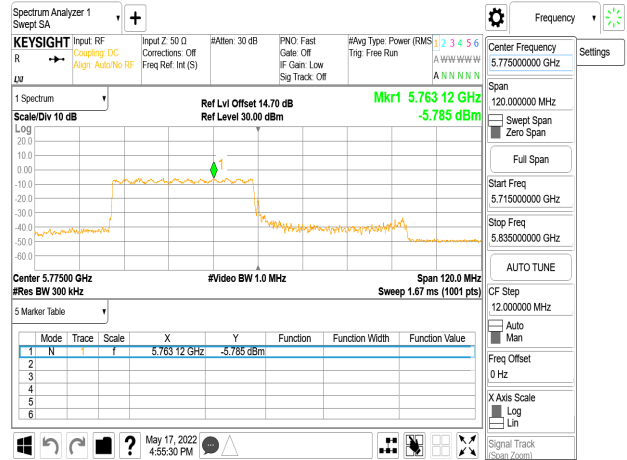 Spectrum Analyzer 1
Swept SA
Frequency
KEYSIGHT
R
Input: RF
Coupling: DC
Align: Auto/No RF
Input Z: 50 Ω
Corrections: Off
Freq Ref: Int (S)
#Atten: 30 dB
PNO: Fast
Gate: Off
IF Gain: Low
Sig Track: Off
#Avg Type: Power (RMS
Trig: Free Run
1 2 3 4 5 6
A W W W W W
A N N N N N
1 Spectrum
Scale/Div 10 dB
Ref Lvl Offset 14.70 dB
Ref Level 30.00 dBm
Mkr1 5.763 12 GHz
-5.785 dBm
Log
20.0
10.0
0.00
-10.0
-20.0
-30.0
-40.0
-50.0
-60.0
1
Center 5.77500 GHz
#Res BW 300 kHz
#Video BW 1.0 MHz
Span 120.0 MHz
Sweep 1.67 ms (1001 pts)
5 Marker Table
Mode Trace Scale X Y Function Function Width Function Value
1 N 1 f 5.763 12 GHz -5.785 dBm
2
3
4
5
6
May 17, 2022
4:55:30 PM
?
Center Frequency
5.775000000 GHz
Settings
Span
120.000000 MHz
Swept Span
Zero Span
Full Span
Start Freq
5.715000000 GHz
Stop Freq
5.835000000 GHz
AUTO TUNE
CF Step
12.000000 MHz
Auto
Man
Freq Offset
0 Hz
X Axis Scale
Log
Lin
Signal Track
(Span Zoom)